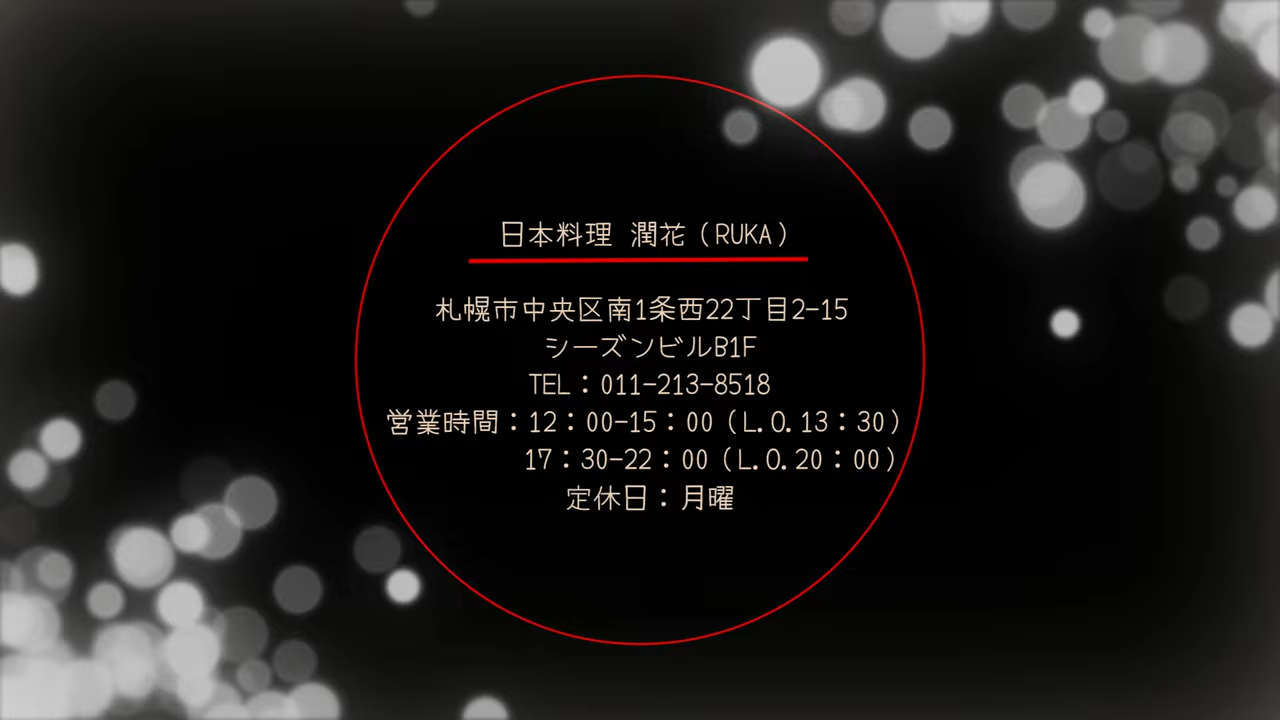 日本料理 潤花（RUKA）
札幌市中央区南1条西22丁目2-15
シーズンビルB1F
TEL：011-213-8518
営業時間：12：00-15：00（L.O.13：30）
17：30-22：00（L.O.20：00）
定休日：月曜